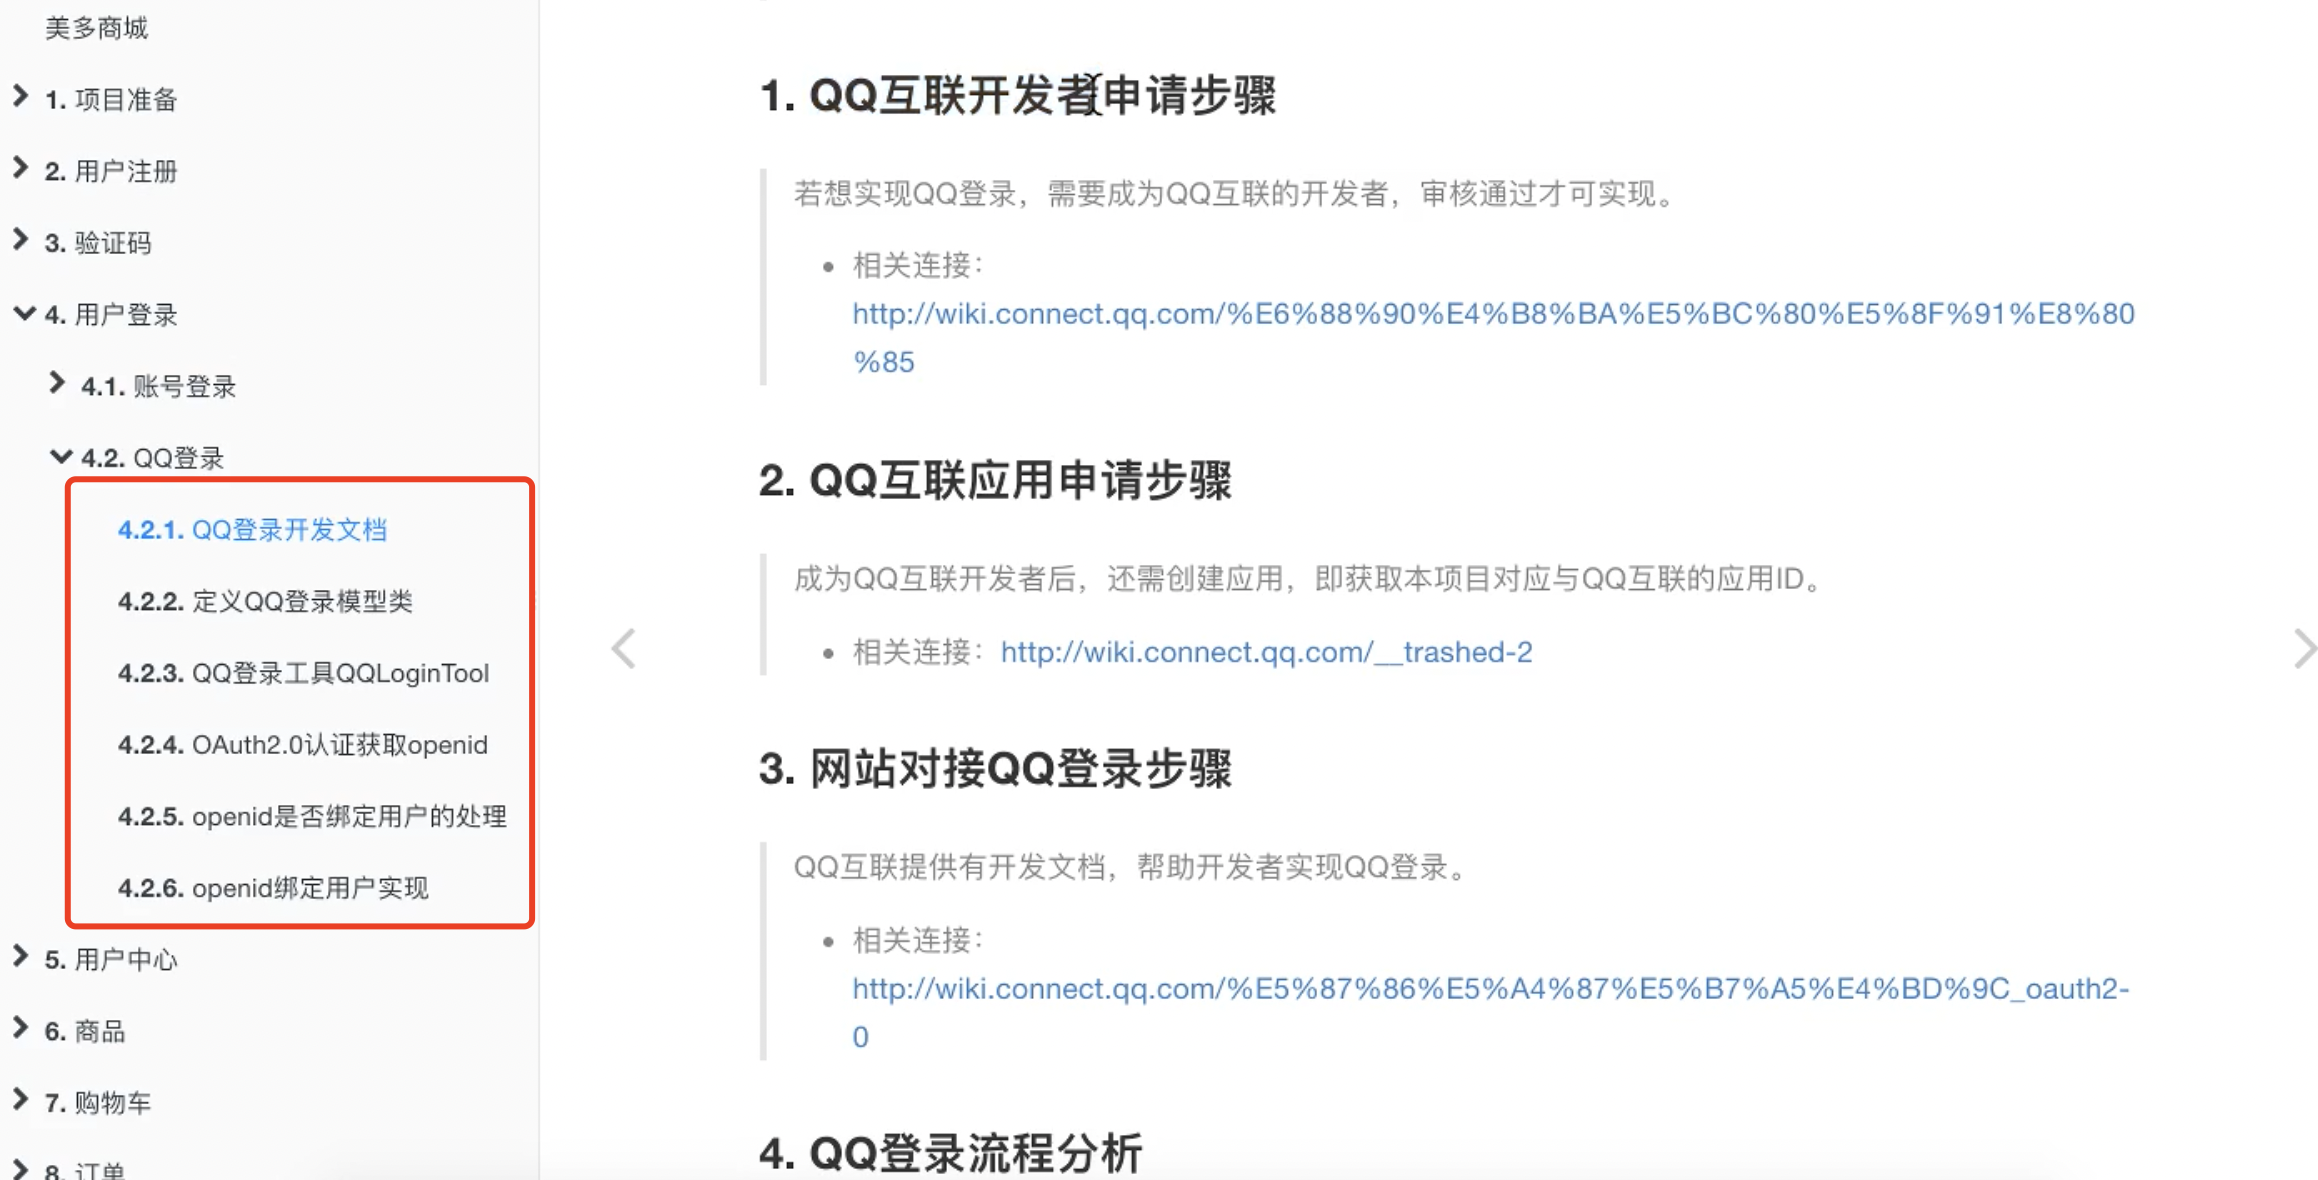 美多商城
1. 项目准备
2. 用户注册
3. 验证码
4. 用户登录
4.1. 账号登录
4.2. QQ登录
4.2.1. QQ登录开发文档
4.2.2. 定义QQ登录模型类
4.2.3. QQ登录工具QQLoginTool
4.2.4. OAuth2.0认证获取openid
4.2.5. openid是否绑定用户的处理
4.2.6. openid绑定用户实现
5. 用户中心
6. 商品
7. 购物车
8. 订单
1. QQ互联开发者申请步骤
若想实现QQ登录，需要成为QQ互联的开发者，审核通过才可实现。
相关连接：
http://wiki.connect.qq.com/%E6%88%90%E4%B8%BA%E5%BC%80%E5%8F%91%E8%80
%85
2. QQ互联应用申请步骤
成为QQ互联开发者后，还需创建应用，即获取本项目对应与QQ互联的应用ID。
相关连接：http://wiki.connect.qq.com/__trashed-2
3. 网站对接QQ登录步骤
QQ互联提供有开发文档，帮助开发者实现QQ登录。
相关连接：
http://wiki.connect.qq.com/%E5%87%86%E5%A4%87%E5%B7%A5%E4%BD%9C_oauth2-
0
4. QQ登录流程分析